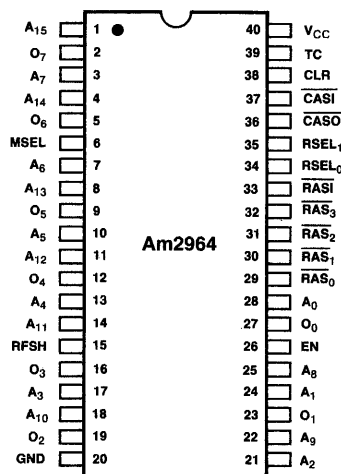 A15 1 40 VCC
O7 2 39 TC
A7 3 38 CLR
A14 4 37 CASI
O6 5 36 CASO
MSEL 6 35 RSEL1
A6 7 34 RSEL0
A13 8 33 RASI
O5 9 32 RAS3
A5 10 31 RAS2
Am2964
A12 11 30 RAS1
O4 12 29 RAS0
A4 13 28 A0
A11 14 27 O0
RFSH 15 26 EN
O3 16 25 A8
A3 17 24 A1
A10 18 23 O1
O2 19 22 A9
GND 20 21 A2